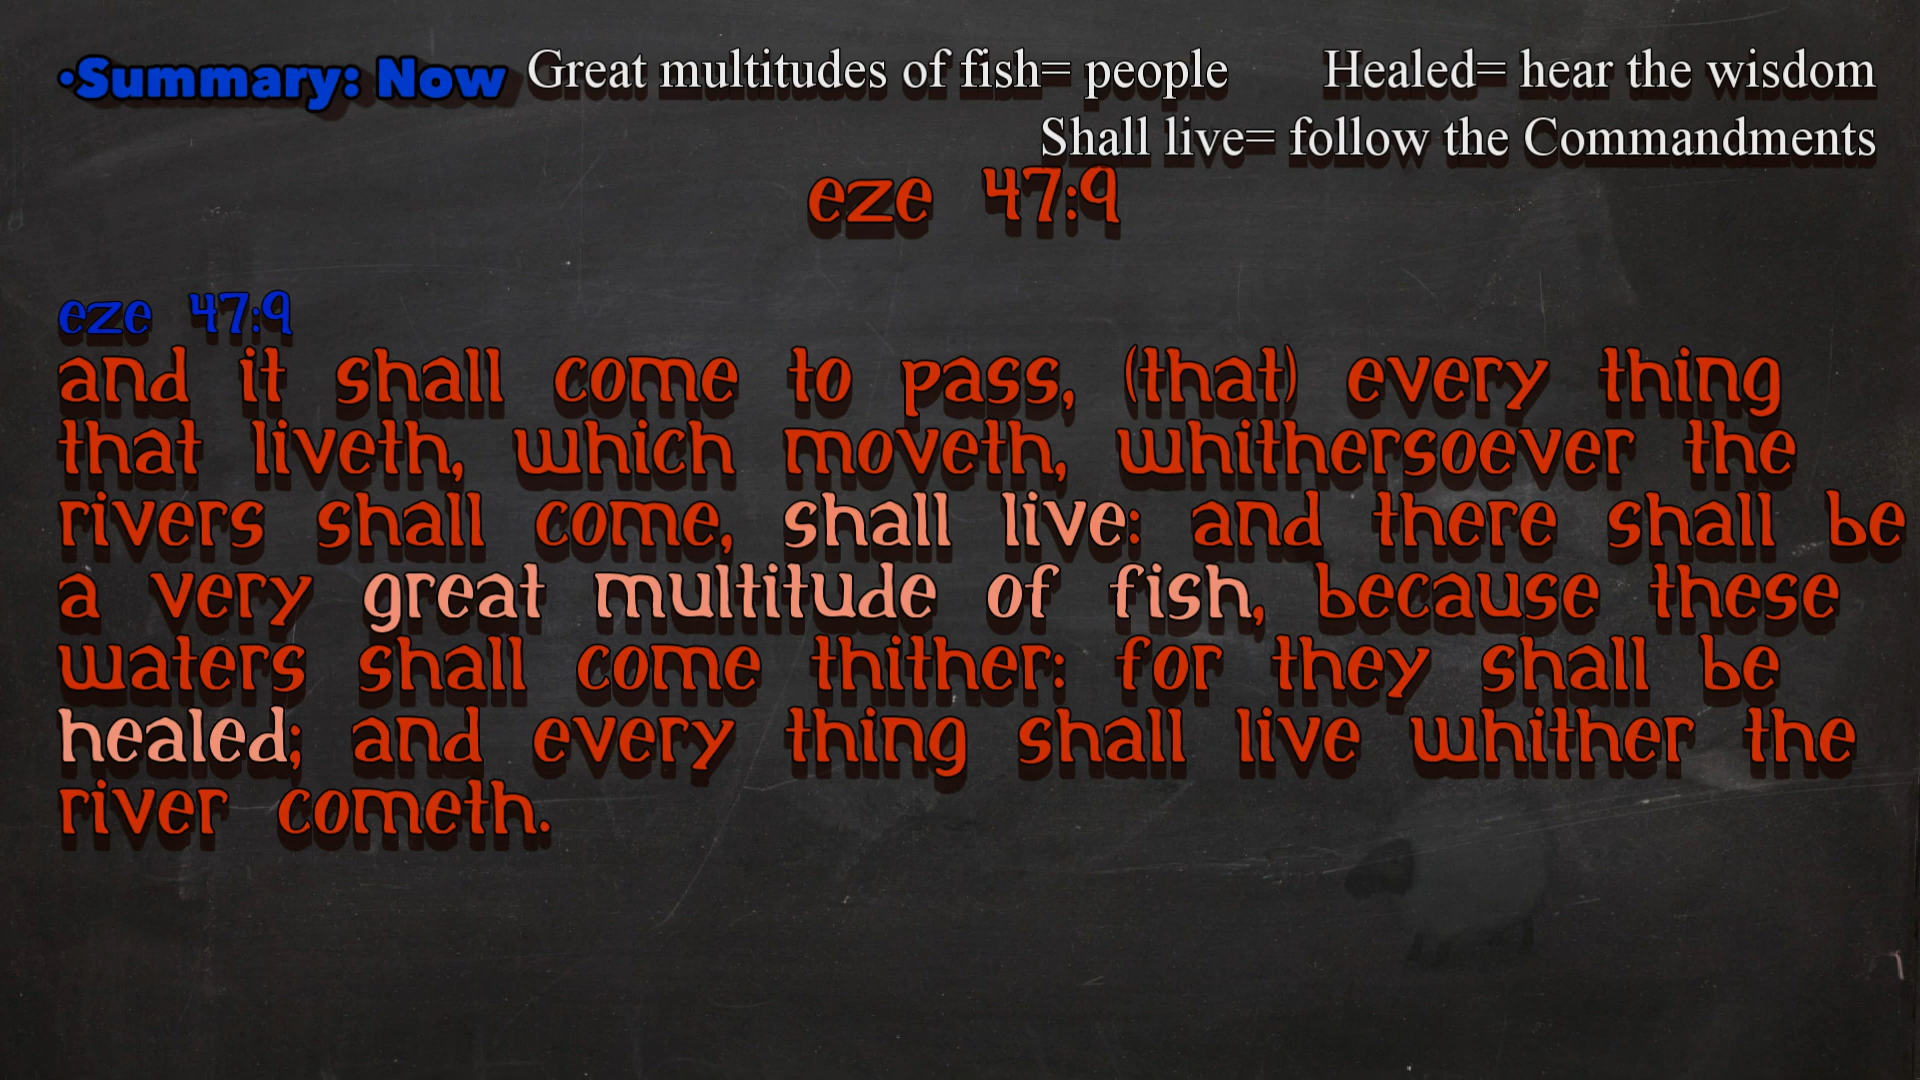 •Summary: Now Great multitudes of fish= people Healed= hear the wisdom
Shall live= follow the Commandments
eze 47:9
eze 47:9
and it shall come to pass, (that) every thing
that liveth, which moveth, whithersoever the
rivers shall come, shall live: and there shall be
a very great multitude of fish, because these
waters shall come thither: for they shall be
healed; and every thing shall live whither the
river cometh.